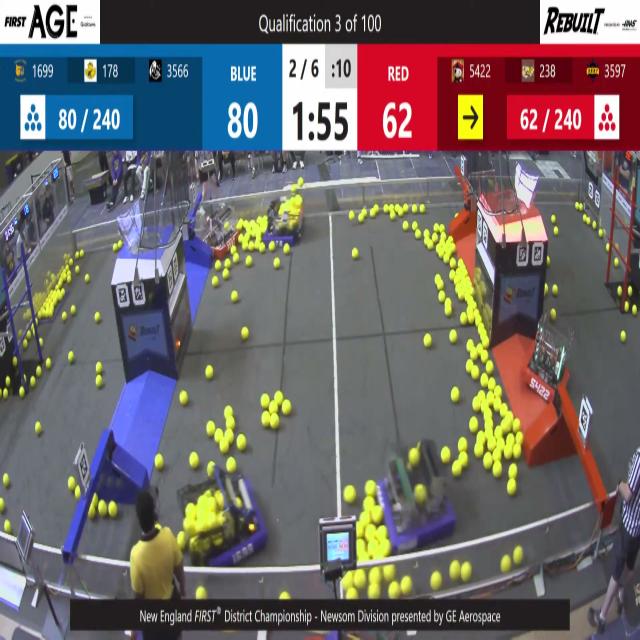 FIRST AGE
Qualification 3 of 100
REBUILT
1699 178 3566
BLUE
2 / 6 :10
RED
5422 238 3597
80 / 240
80
1:55
62
62 / 240
REBUILT
5422
New England FIRST® District Championship - Newsom Division presented by GE Aerospace